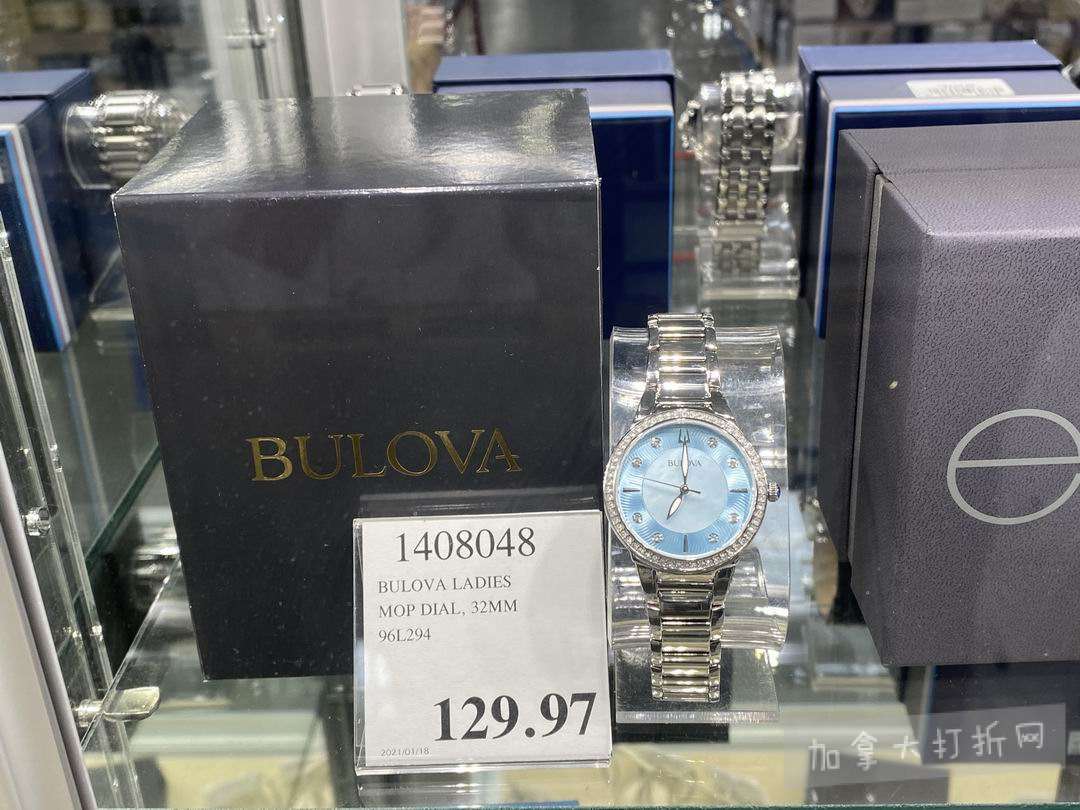 BULOVA
BULOVA
1408048
BULOVA LADIES
MOP DIAL, 32MM
96L294
129.97
2021/01/18
加拿大打折网